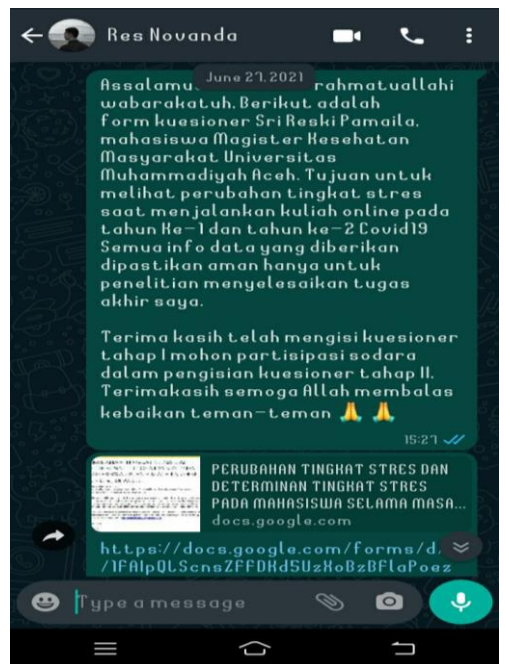 Res Novanda
June 27, 2021
Assalamu rahmatuallahi
wabarakatuh. Berikut adalah
form kuesioner Sri Reski Pamaila,
mahasiswa Magister Kesehatan
Masyarakat Universitas
Muhammadiyah Aceh. Tujuan untuk
melihat perubahan tingkat stres
saat menjalankan kuliah online pada
tahun Ke-1 dan tahun ke-2 Covid19
Semua info data yang diberikan
dipastikan aman hanya untuk
penelitian menyelesaikan tugas
akhir saya.
Terima kasih telah mengisi kuesioner
tahap I mohon partisipasi sodara
dalam pengisian kuesioner tahap II.
Terimakasih semoga Allah membalas
kebaikan teman-teman 🙏 🙏
15:27
PERUBAHAN TINGKAT STRES DAN
DETERMINAN TINGKAT STRES
PADA MAHASISWA SELAMA MASA...
docs.google.com
https://docs.google.com/forms/d
Type a message